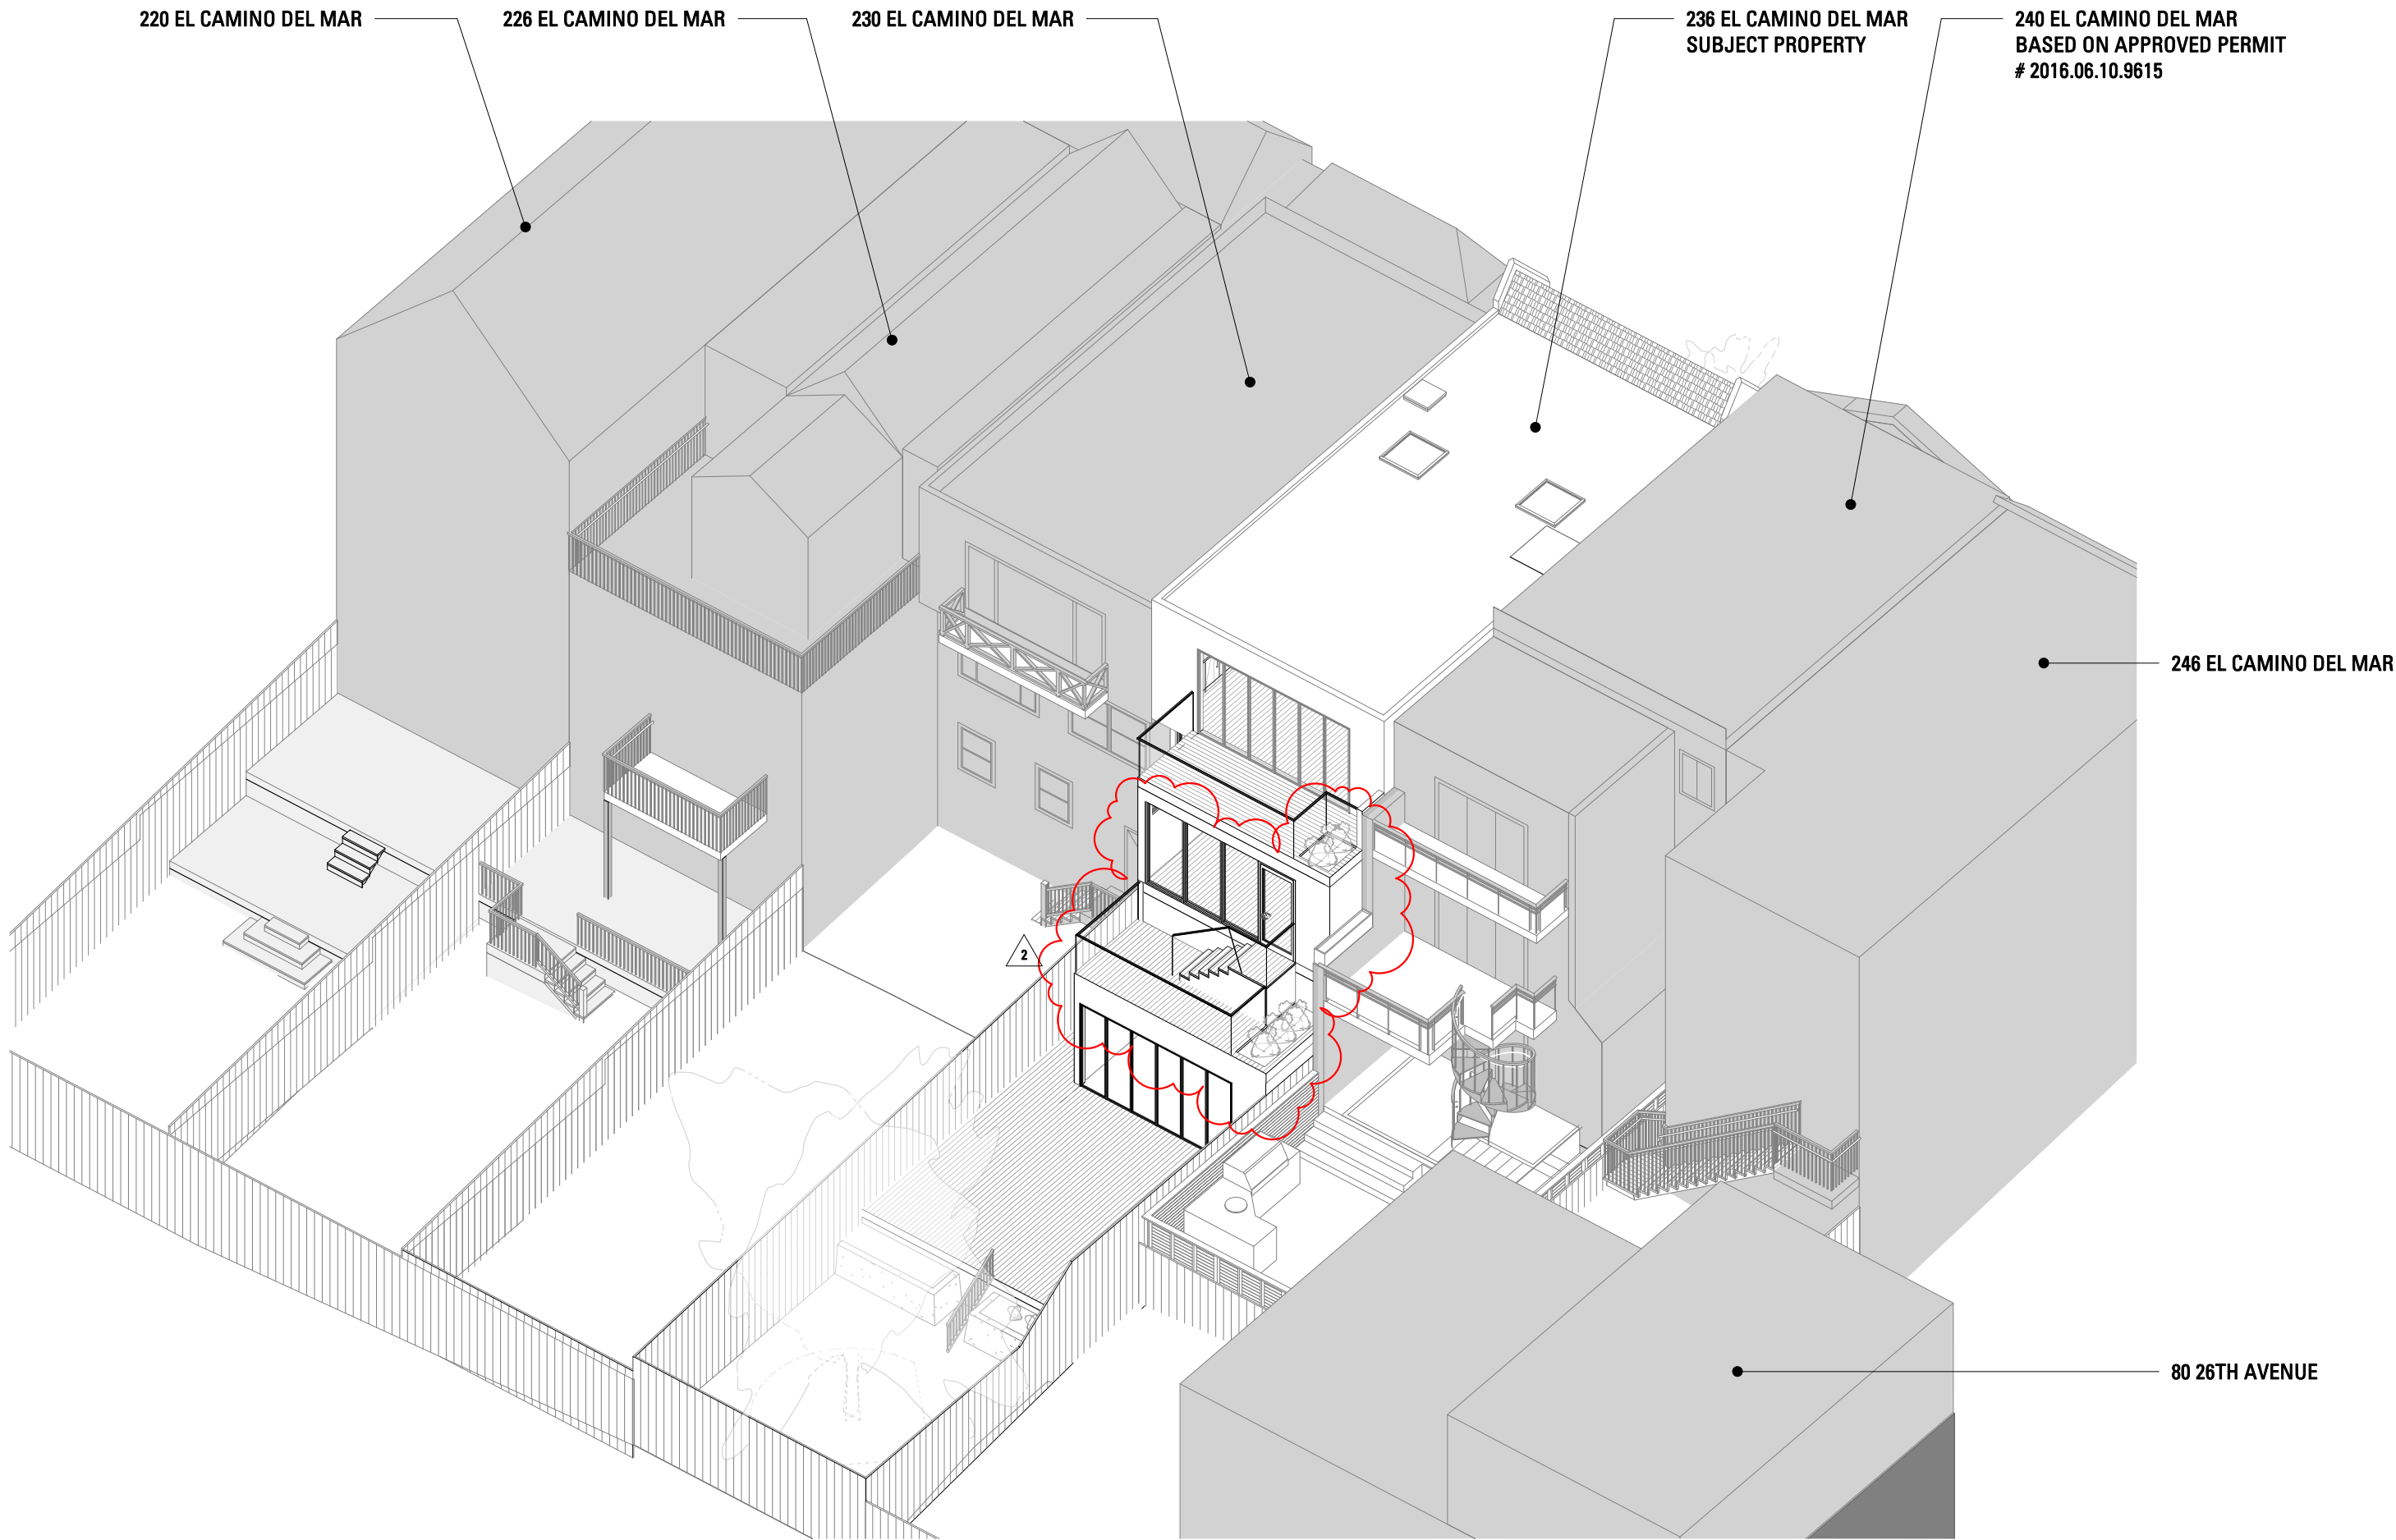 220 EL CAMINO DEL MAR
226 EL CAMINO DEL MAR
230 EL CAMINO DEL MAR
236 EL CAMINO DEL MAR
SUBJECT PROPERTY
240 EL CAMINO DEL MAR
BASED ON APPROVED PERMIT
# 2016.06.10.9615
246 EL CAMINO DEL MAR
2
80 26TH AVENUE